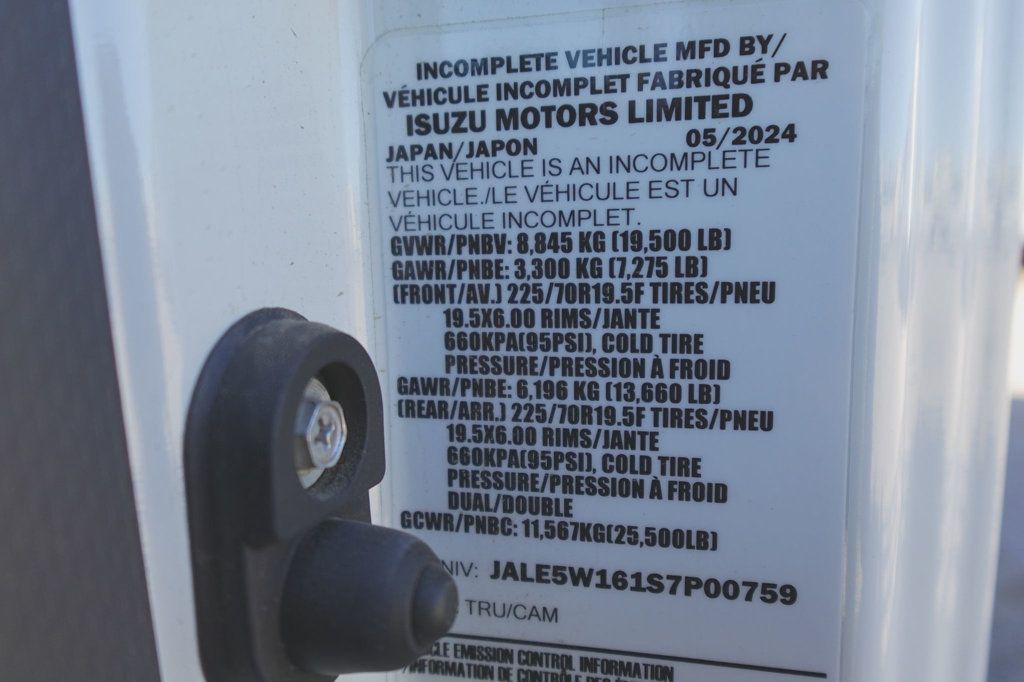 INCOMPLETE VEHICLE MFD BY/
VÉHICULE INCOMPLET FABRIQUÉ PAR
ISUZU MOTORS LIMITED
JAPAN/JAPON 05/2024
THIS VEHICLE IS AN INCOMPLETE
VEHICLE./LE VÉHICULE EST UN
VÉHICULE INCOMPLET.
GVWR/PNBV: 8,845 KG (19,500 LB)
GAWR/PNBE: 3,300 KG (7,275 LB)
(FRONT/AV.) 225/70R19.5F TIRES/PNEU
19.5X6.00 RIMS/JANTE
660KPA(95PSI), COLD TIRE
PRESSURE/PRESSION À FROID
GAWR/PNBE: 6,196 KG (13,660 LB)
(REAR/ARR.) 225/70R19.5F TIRES/PNEU
19.5X6.00 RIMS/JANTE
660KPA(95PSI), COLD TIRE
PRESSURE/PRESSION À FROID
DUAL/DOUBLE
GCWR/PNBC: 11,567KG(25,500LB)
NIV: JALE5W161S7P00759
TRU/CAM
EMISSION CONTROL INFORMATION